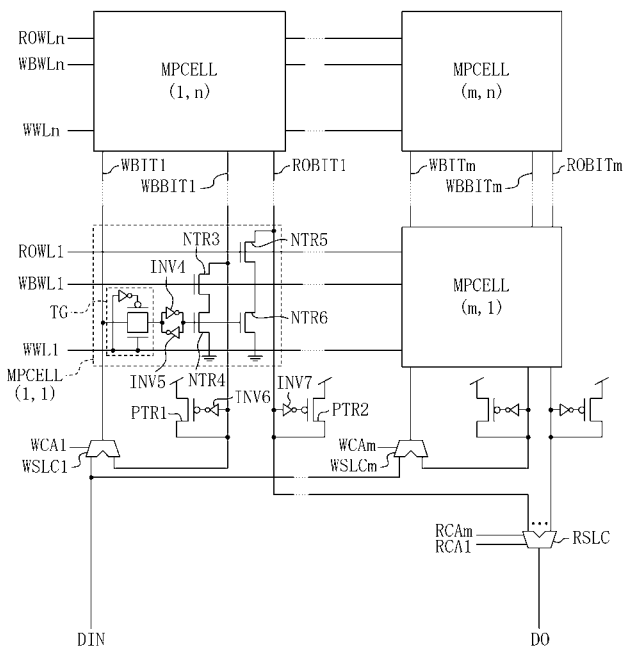 ROWLn
WBWLn
WWLn
MPCELL
(1,n)
MPCELL
(m,n)
WBIT1
WBBIT1
ROBIT1
WBITm
WBBITm
ROBITm
ROWL1
WBWL1
TG
WWL1
MPCELL
(1,1)
NTR3
INV4
NTR5
NTR6
INV5
NTR4
MPCELL
(m,1)
INV6
INV7
PTR1
PTR2
WCA1
WSLC1
WCAm
WSLCm
RCAm
RCA1
RSLC
DIN
DO